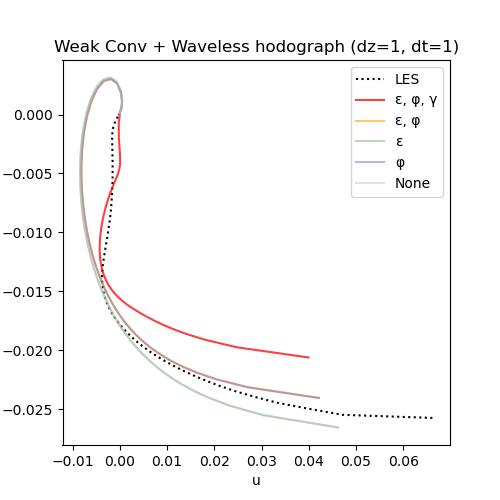 Weak Conv + Waveless hodograph (dz=1, dt=1)
LES
ε, φ, γ
ε, φ
ε
φ
None
0.000
−0.005
−0.010
−0.015
−0.020
−0.025
−0.01 0.00 0.01 0.02 0.03 0.04 0.05 0.06
u